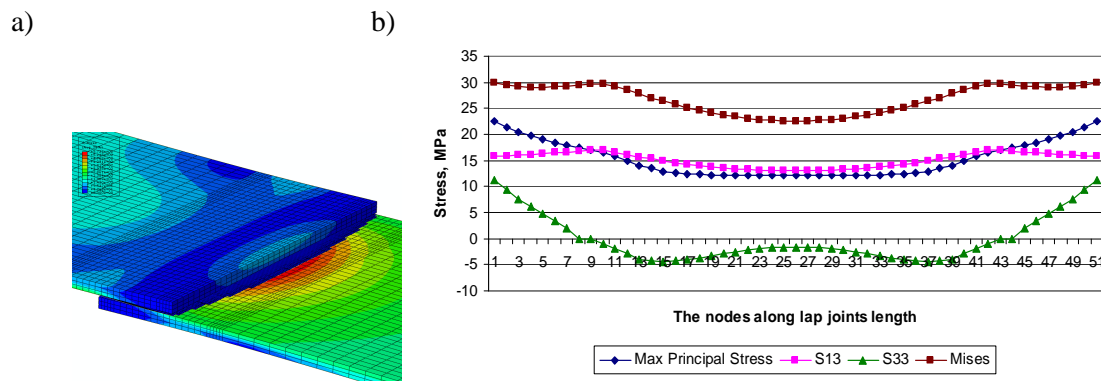 a)
b)
35
30
25
20
15
10
5
0
-5
-10
Stress, MPa
1 3 5 7 9 11 13 15 17 19 21 23 25 27 29 31 33 35 37 39 41 43 45 47 49 51
The nodes along lap joints length
Max Principal Stress S13 S33 Mises